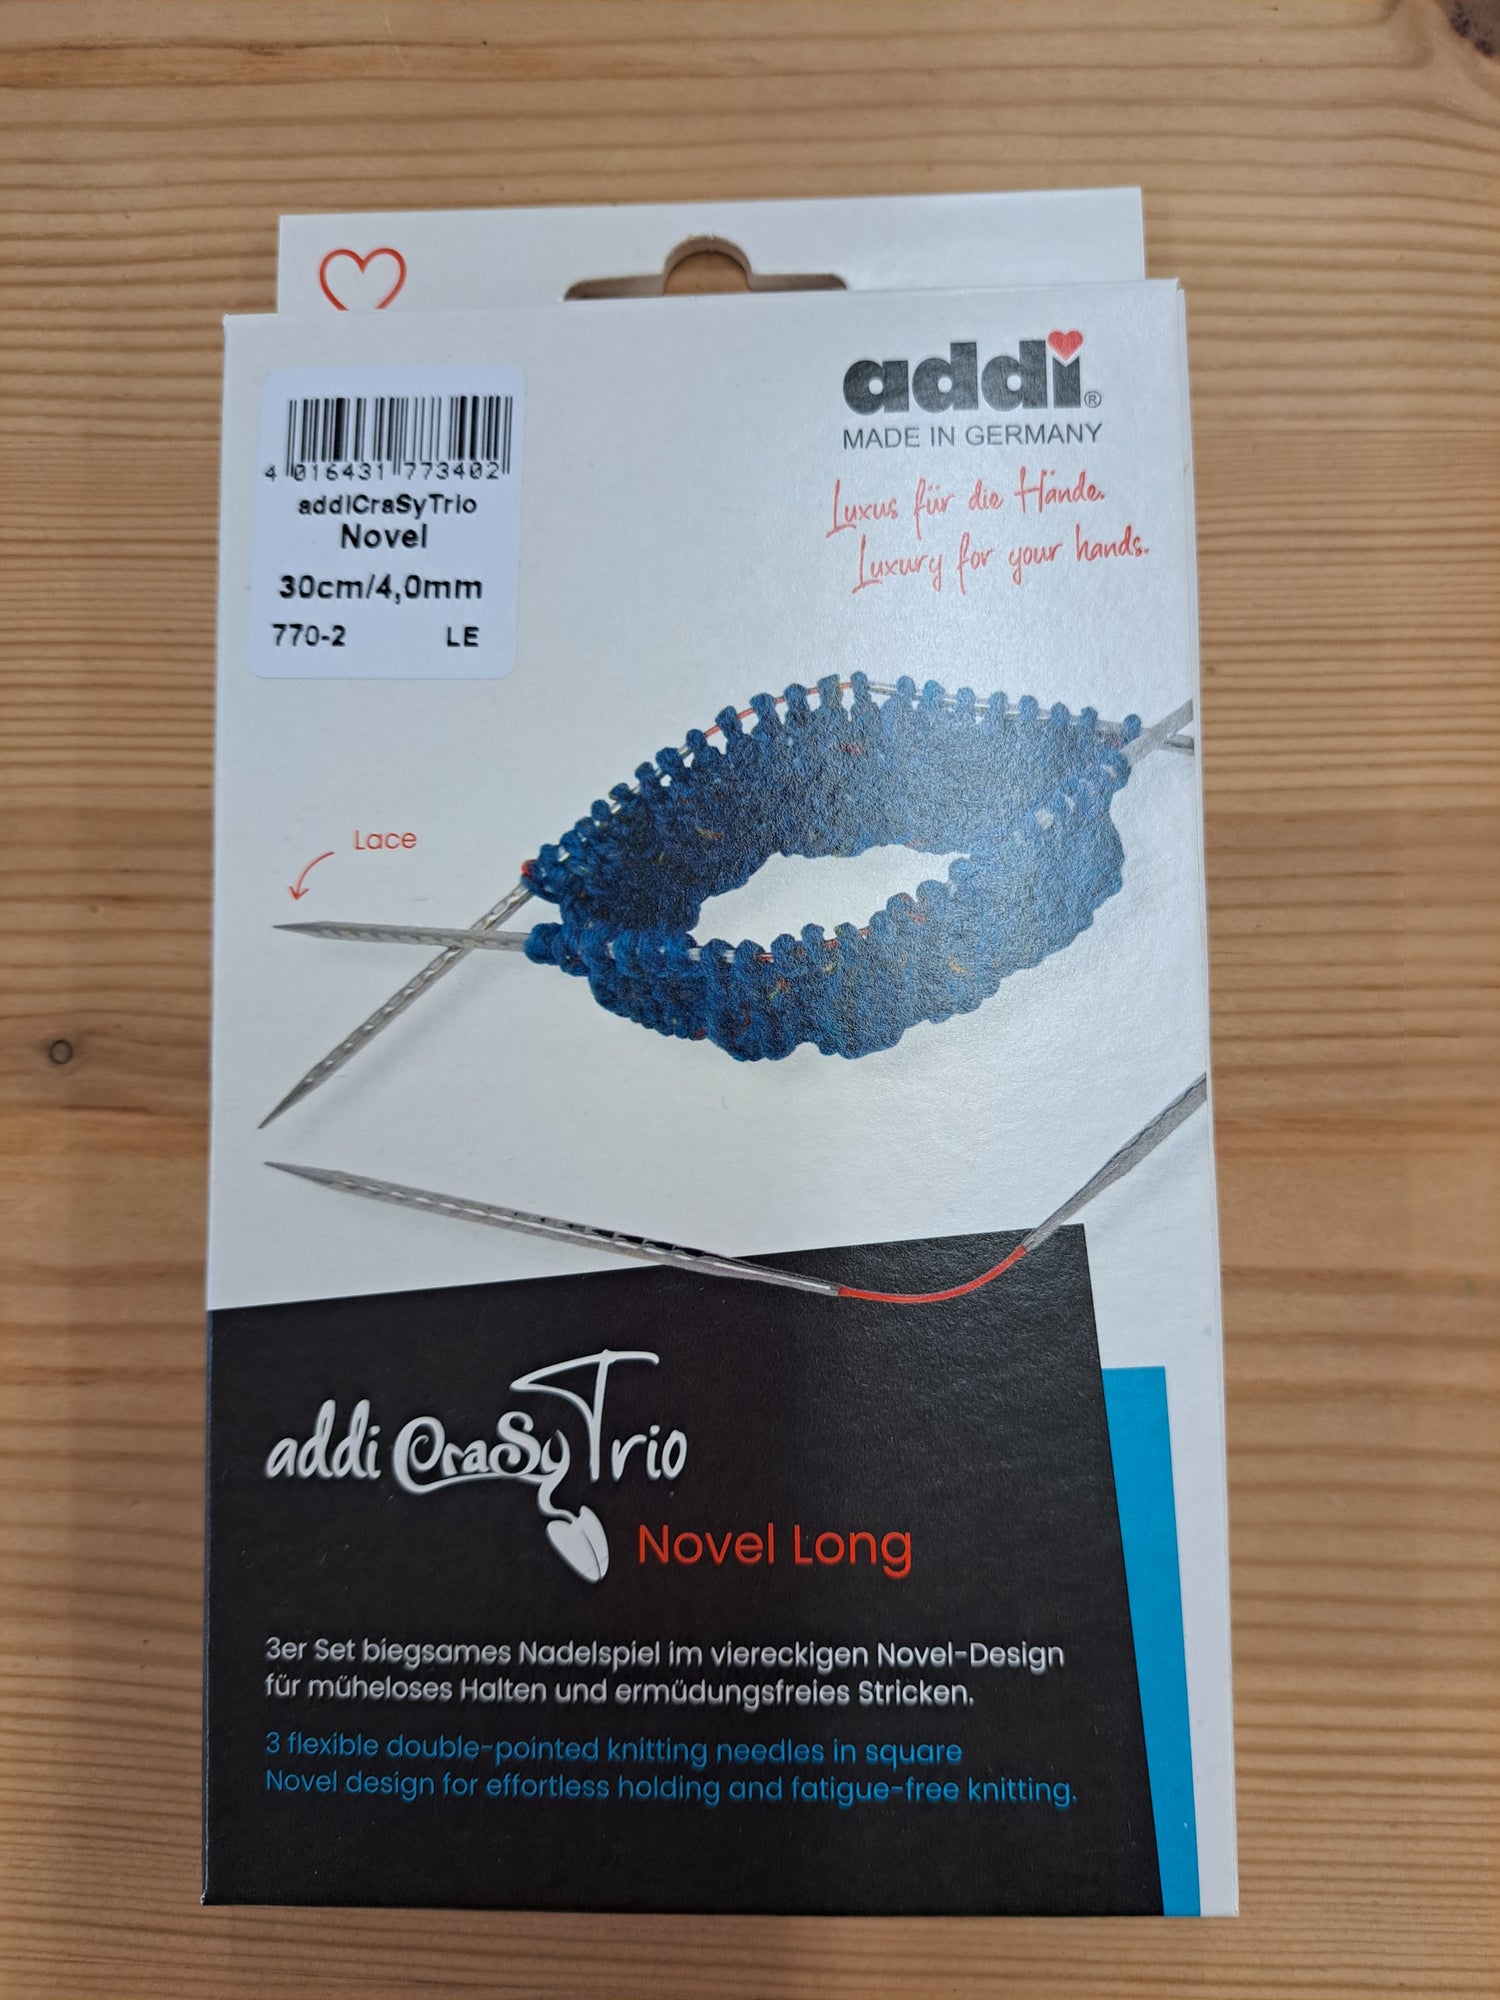 4 016431 773402
addiCraSyTrio
Novel
30cm/4,0mm
770-2 LE
addi®
MADE IN GERMANY
Luxus für die Hände.
Luxury for your hands.
Lace
addi CraSyTrio
Novel Long
3er Set biegsames Nadelspiel im viereckigen Novel-Design
für müheloses Halten und ermüdungsfreies Stricken.
3 flexible double-pointed knitting needles in square
Novel design for effortless holding and fatigue-free knitting.